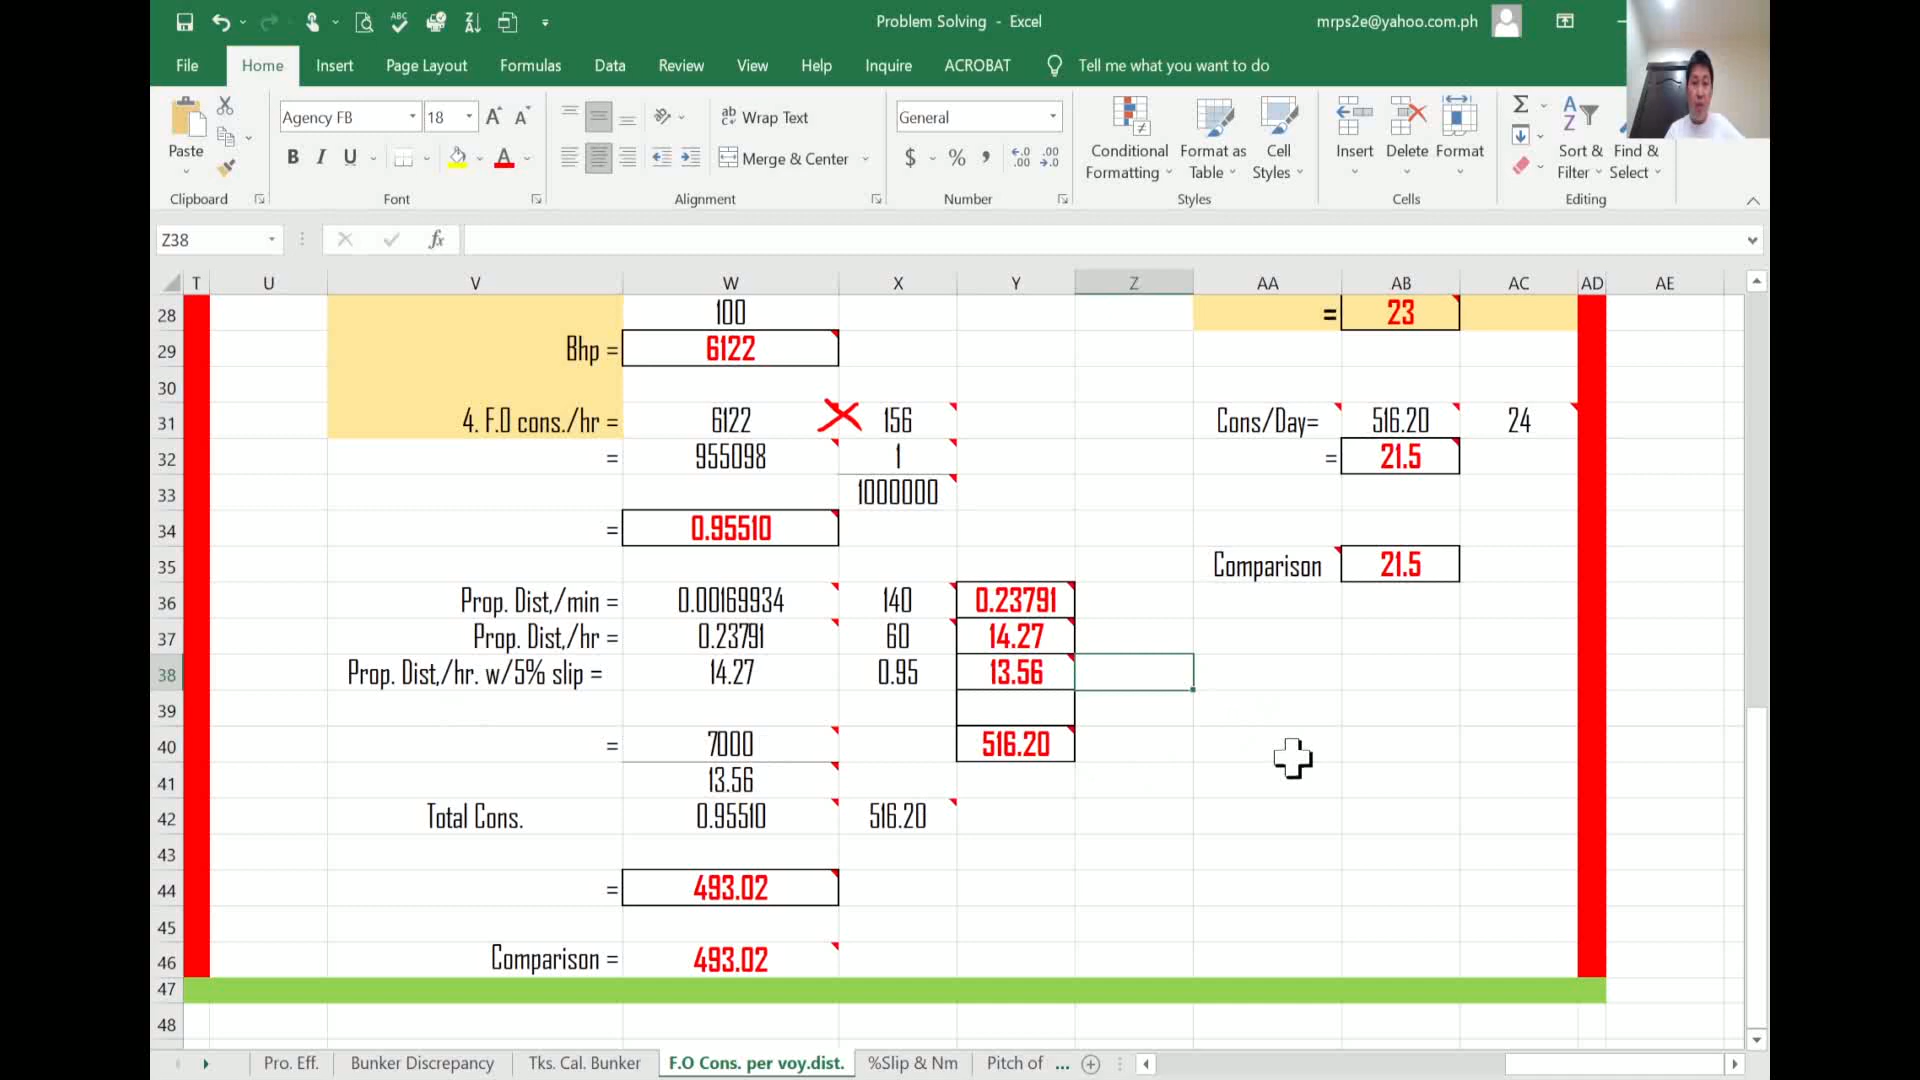 Problem Solving - Excel
mrps2e@yahoo.com.ph
File Home Insert Page Layout Formulas Data Review View Help Inquire ACROBAT Tell me what you want to do
Agency FB 18 Wrap Text General
Paste B I U Merge & Center $ % Conditional Formatting Format as Table Cell Styles Insert Delete Format Sort & Filter Find & Select
Clipboard Font Alignment Number Styles Cells Editing
Z38 fx
T U V W X Y Z AA AB AC AD AE
28 100 = 23
29 Bhp = 6122
30
31 4. F.O cons./hr = 6122 156 Cons/Day= 516.20 24
32 = 955098 1 = 21.5
33 1000000
34 = 0.95510
35 Comparison 21.5
36 Prop. Dist,/min = 0.00169934 140 0.23791
37 Prop. Dist,/hr = 0.23791 60 14.27
38 Prop. Dist,/hr. w/5% slip = 14.27 0.95 13.56
39
40 = 7000 516.20
41 13.56
42 Total Cons. 0.95510 516.20
43
44 = 493.02
45
46 Comparison = 493.02
47
48
Pro. Eff. Bunker Discrepancy Tks. Cal. Bunker F.O Cons. per voy.dist. %Slip & Nm Pitch of ...